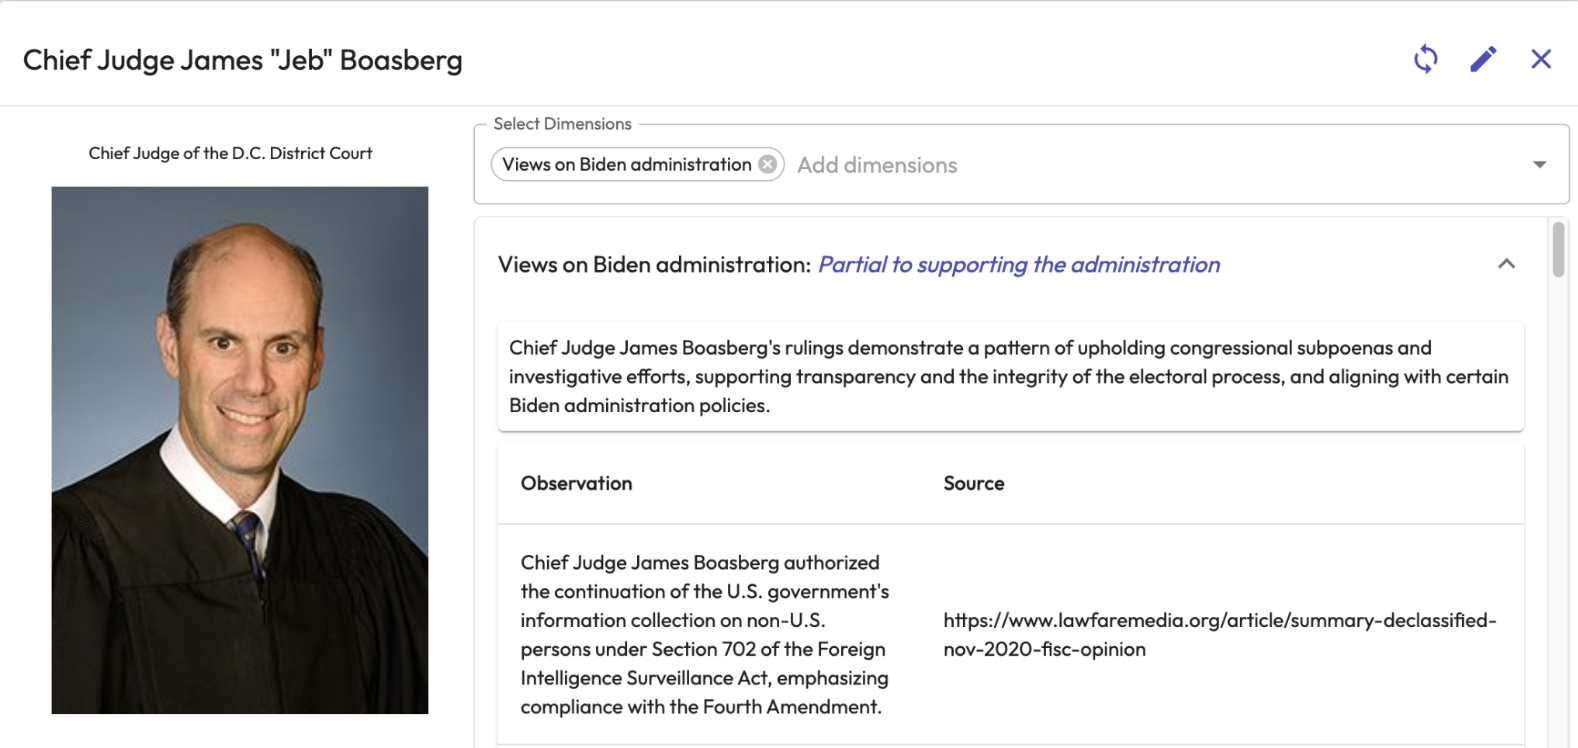 Chief Judge James "Jeb" Boasberg
Chief Judge of the D.C. District Court
Select Dimensions
Views on Biden administration
Add dimensions
Views on Biden administration: Partial to supporting the administration
Chief Judge James Boasberg's rulings demonstrate a pattern of upholding congressional subpoenas and
investigative efforts, supporting transparency and the integrity of the electoral process, and aligning with certain
Biden administration policies.
Observation
Source
Chief Judge James Boasberg authorized
the continuation of the U.S. government's
information collection on non-U.S.
persons under Section 702 of the Foreign
Intelligence Surveillance Act, emphasizing
compliance with the Fourth Amendment.
https://www.lawfaremedia.org/article/summary-declassified-
nov-2020-fisc-opinion